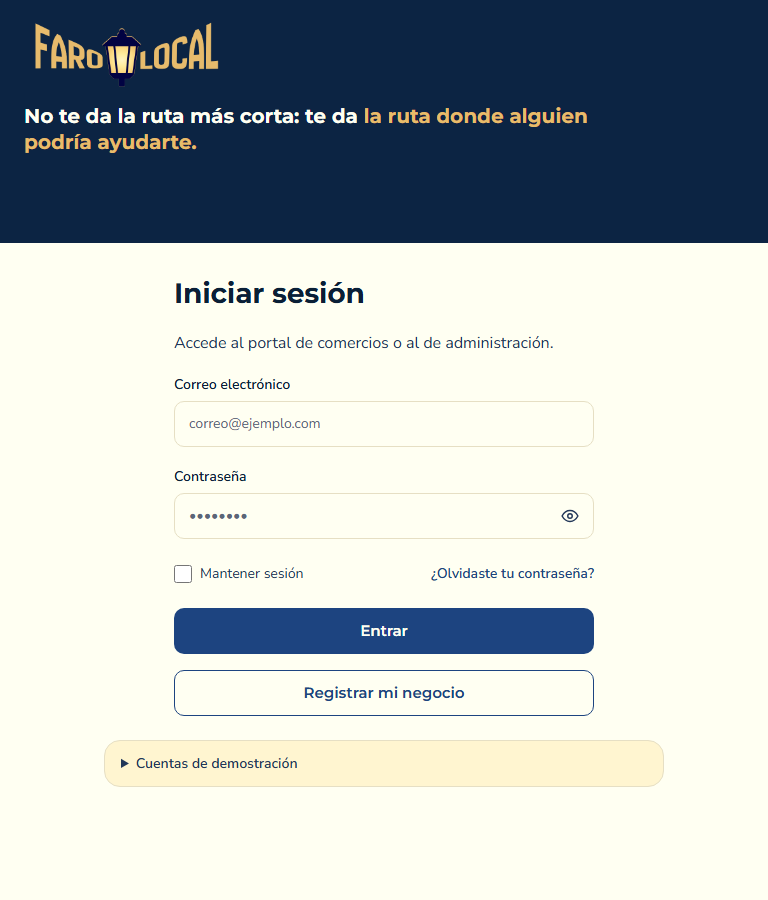 FARO LOCAL
No te da la ruta más corta: te da la ruta donde alguien
podría ayudarte.
Iniciar sesión
Accede al portal de comercios o al de administración.
Correo electrónico
correo@ejemplo.com
Contraseña
••••••••
Mantener sesión
¿Olvidaste tu contraseña?
Entrar
Registrar mi negocio
Cuentas de demostración